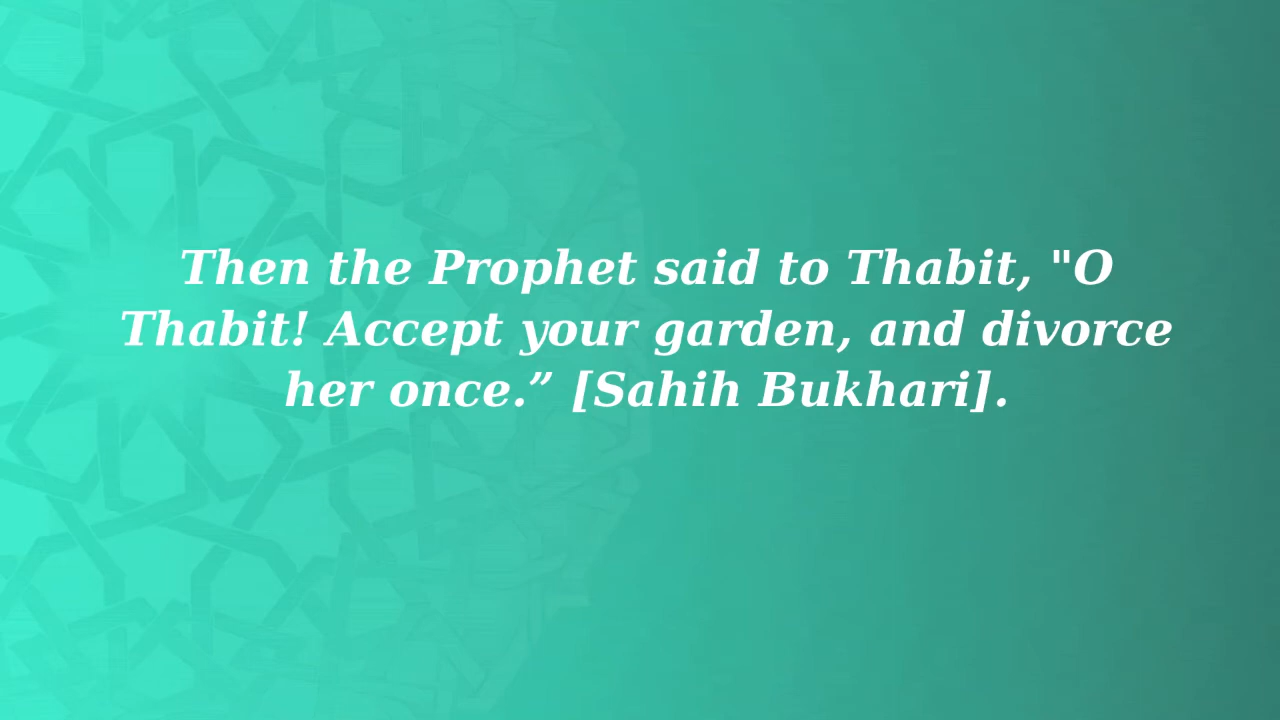 Then the Prophet said to Thabit, "O
Thabit! Accept your garden, and divorce
her once.” [Sahih Bukhari].